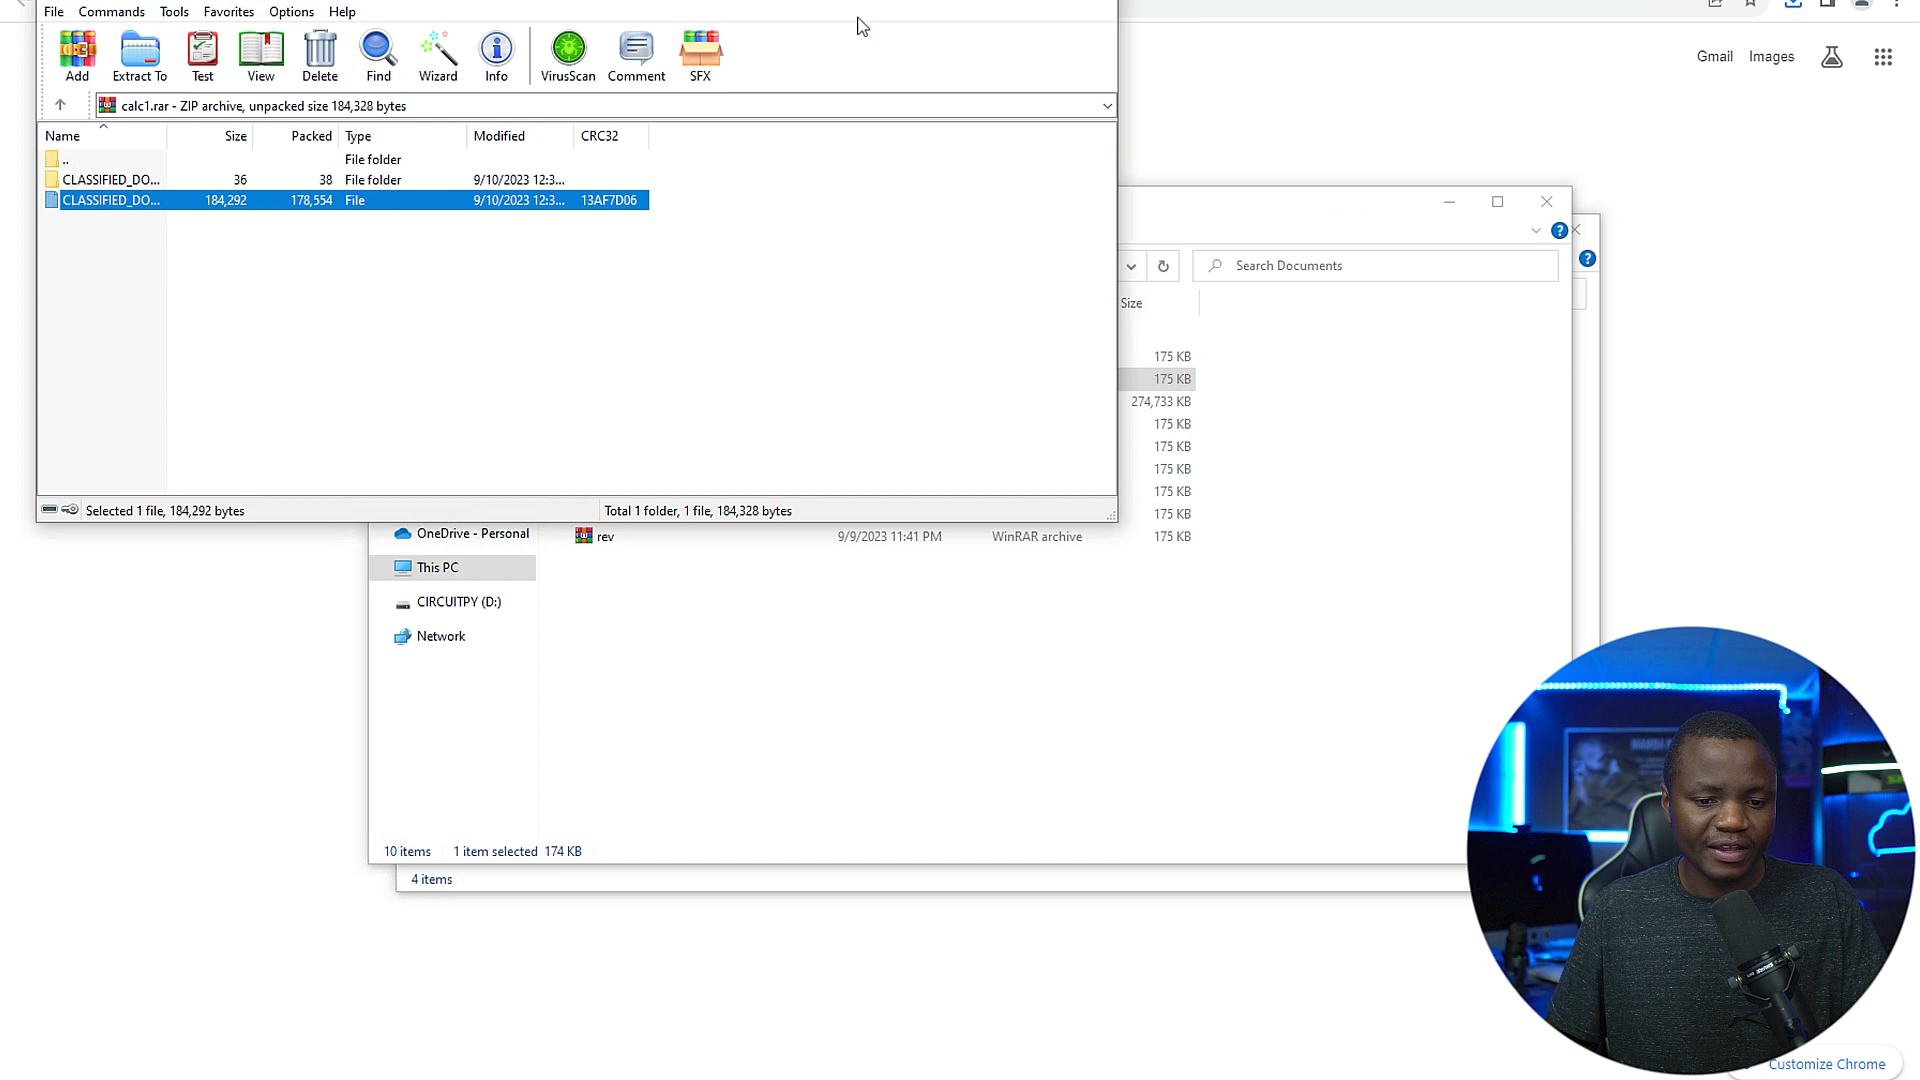 File Commands Tools Favorites Options Help
Gmail Images
Add Extract To Test View Delete Find Wizard Info VirusScan Comment SFX
calc1.rar - ZIP archive, unpacked size 184,328 bytes
Name Size Packed Type Modified CRC32
.. File folder
CLASSIFIED_DO... 36 38 File folder 9/10/2023 12:3...
CLASSIFIED_DO... 184,292 178,554 File 9/10/2023 12:3... 13AF7D06
Search Documents
Size
175 KB
175 KB
274,733 KB
175 KB
175 KB
175 KB
175 KB
175 KB
Selected 1 file, 184,292 bytes Total 1 folder, 1 file, 184,328 bytes
OneDrive - Personal
rev 9/9/2023 11:41 PM WinRAR archive 175 KB
This PC
CIRCUITPY (D:)
Network
10 items 1 item selected 174 KB
4 items
Customize Chrome